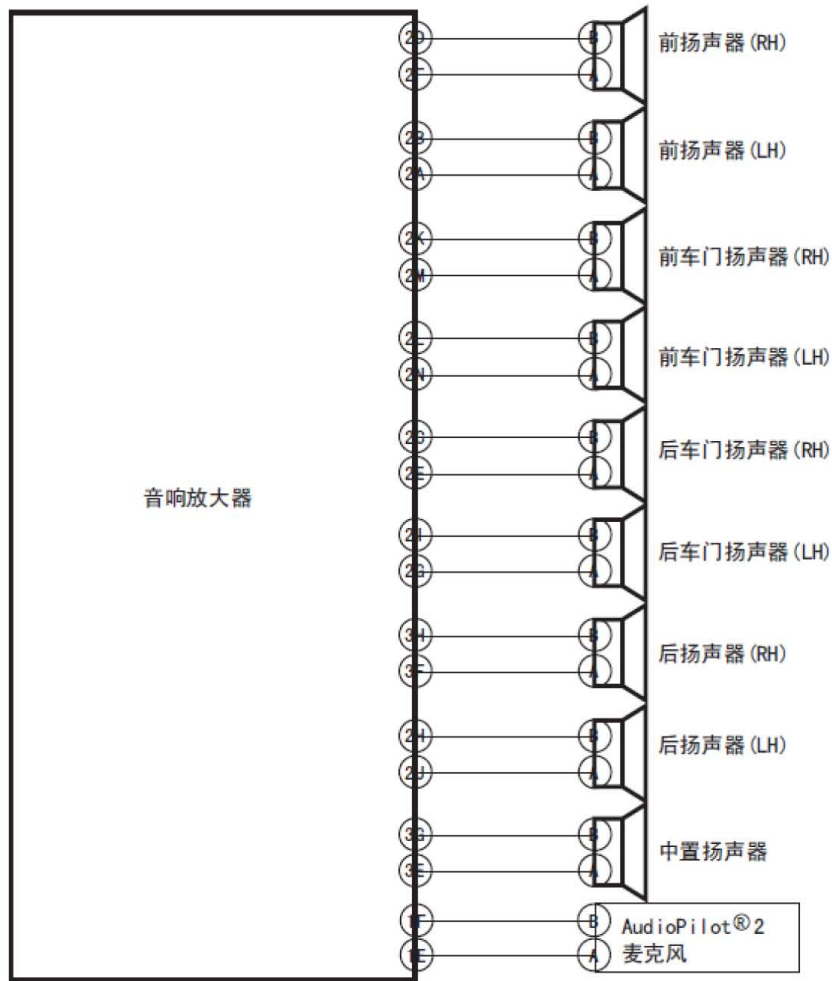 B
前扬声器(RH)
A
2B
B
前扬声器(LH)
2A
A
2K
B
前车门扬声器(RH)
2M
A
2L
B
前车门扬声器(LH)
2N
A
B
后车门扬声器(RH)
2E
A
音响放大器
B
后车门扬声器(LH)
2G
A
3H
B
后扬声器(RH)
3F
A
2H
B
后扬声器(LH)
2J
A
3G
B
中置扬声器
3E
A
1F
B
AudioPilot®2
1E
A
麦克风